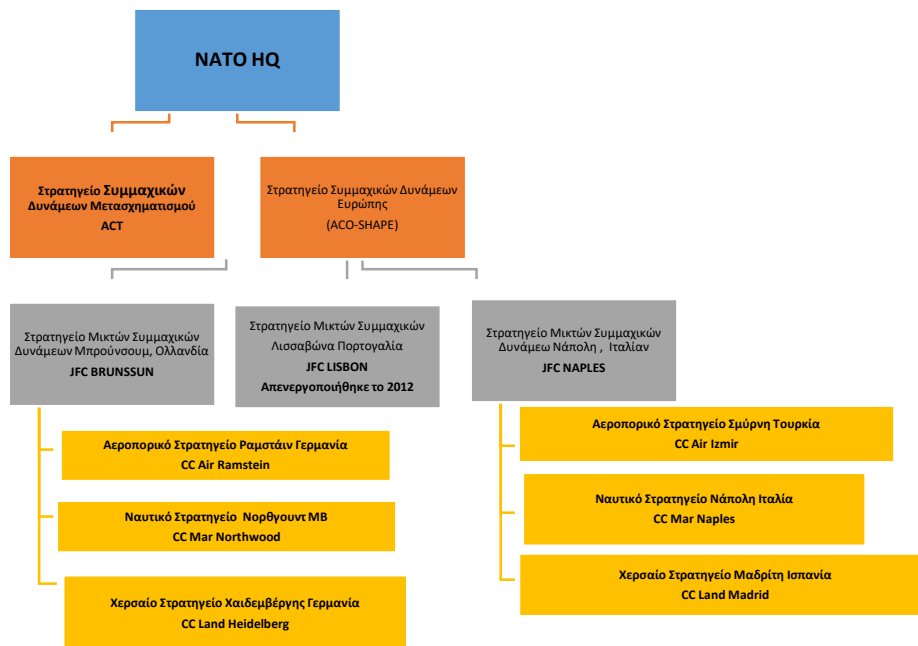 NATO HQ
Στρατηγείο Συμμαχικών
Δυνάμεων Μετασχηματισμού
ACT
Στρατηγείο Συμμαχικών Δυνάμεων
Ευρώπης
(ACO-SHAPE)
Στρατηγείο Μικτών Συμμαχικών
Δυνάμεων Μπρούνσουμ, Ολλανδία
JFC BRUNSSUN
Στρατηγείο Μικτών Συμμαχικών
Λισσαβώνα Πορτογαλία
JFC LISBON
Απενεργοποιήθηκε το 2012
Στρατηγείο Μικτών Συμμαχικών
Δυνάμεω Νάπολη , Ιταλίαν
JFC NAPLES
Αεροπορικό Στρατηγείο Ραμστάιν Γερμανία
CC Air Ramstein
Ναυτικό Στρατηγείο Νορθγουντ ΜΒ
CC Mar Northwood
Χερσαίο Στρατηγείο Χαιδεμβέργης Γερμανία
CC Land Heidelberg
Αεροπορικό Στρατηγείο Σμύρνη Τουρκία
CC Air Izmir
Ναυτικό Στρατηγείο Νάπολη Ιταλία
CC Mar Naples
Χερσαίο Στρατηγείο Μαδρίτη Ισπανία
CC Land Madrid